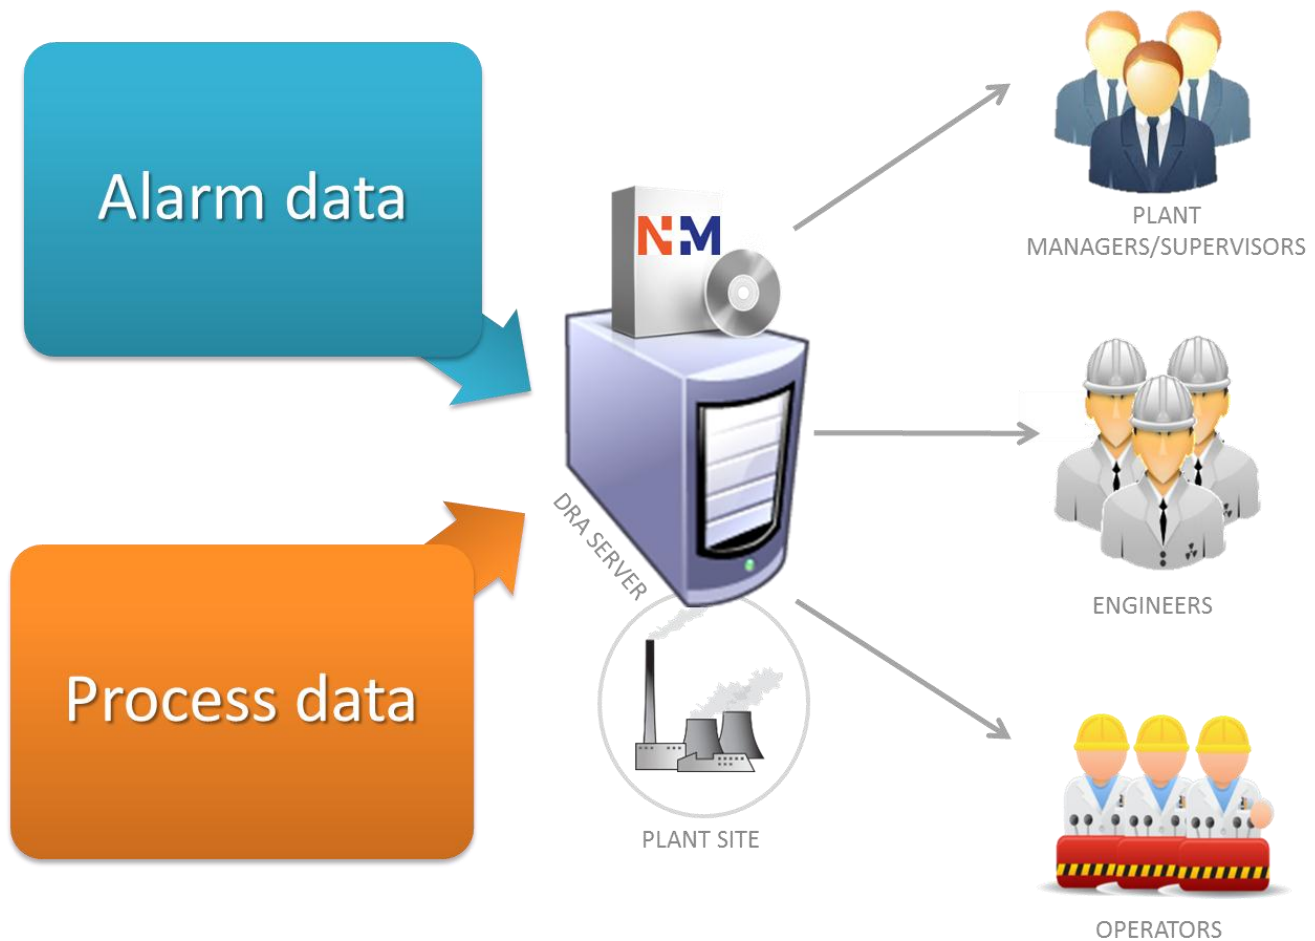 Alarm data
Process data
NM
DRA SERVER
PLANT SITE
PLANT
MANAGERS/SUPERVISORS
ENGINEERS
OPERATORS